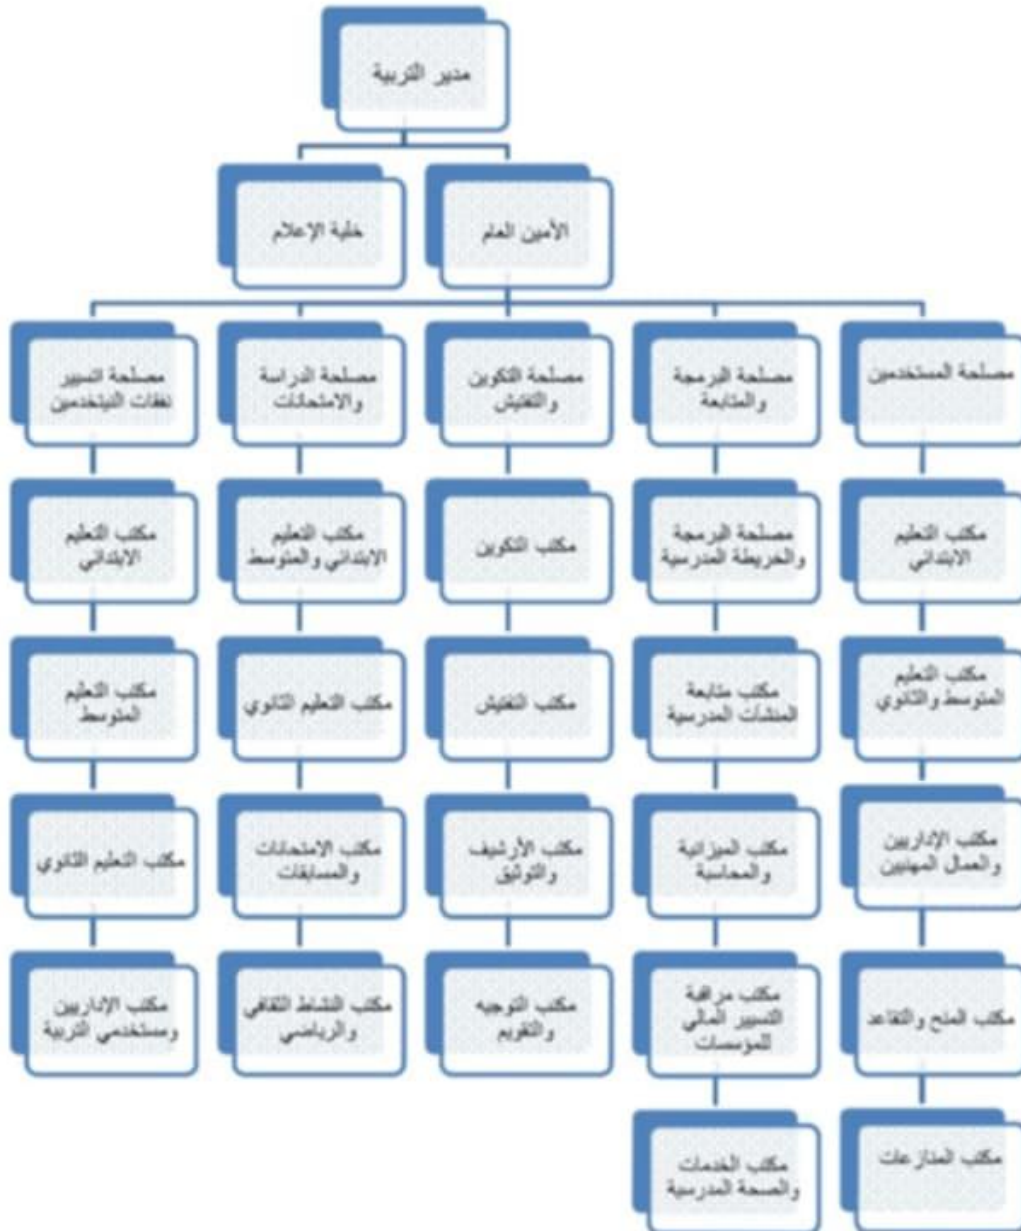 مدير التربية
الأمين العام
خلية الإعلام
مصلحة المستخدمين
مصلحة البرمجة
والمتابعة
مصلحة التكوين
والتفتيش
مصلحة الدراسة
والامتحانات
مصلحة اتسيير
نفقات النيتخدمين
مكتب التعليم
الابتدائي
مصلحة البرمجة
والخريطة المدرسية
مكتب التكوين
مكتب التعليم
الابتدائي والمتوسط
مكتب التعليم
الابتدائي
مكتب التعليم
المتوسط والثانوي
مكتب متابعة
المنشآت المدرسية
مكتب التفتيش
مكتب التعليم الثانوي
مكتب التعليم
المتوسط
مكتب الإداريين
والعمال المهنيين
مكتب الميزانية
والمحاسبة
مكتب الأرشيف
والتوثيق
مكتب الامتحانات
والمسابقات
مكتب التعليم الثانوي
مكتب المنح والتقاعد
مكتب مراقبة
التسيير المالي
للمؤسسات
مكتب التوجيه
والتقويم
مكتب النشاط الثقافي
والرياضي
مكتب الإداريين
ومستخدمي التربية
مكتب المنازعات
مكتب الخدمات
والصحة المدرسية